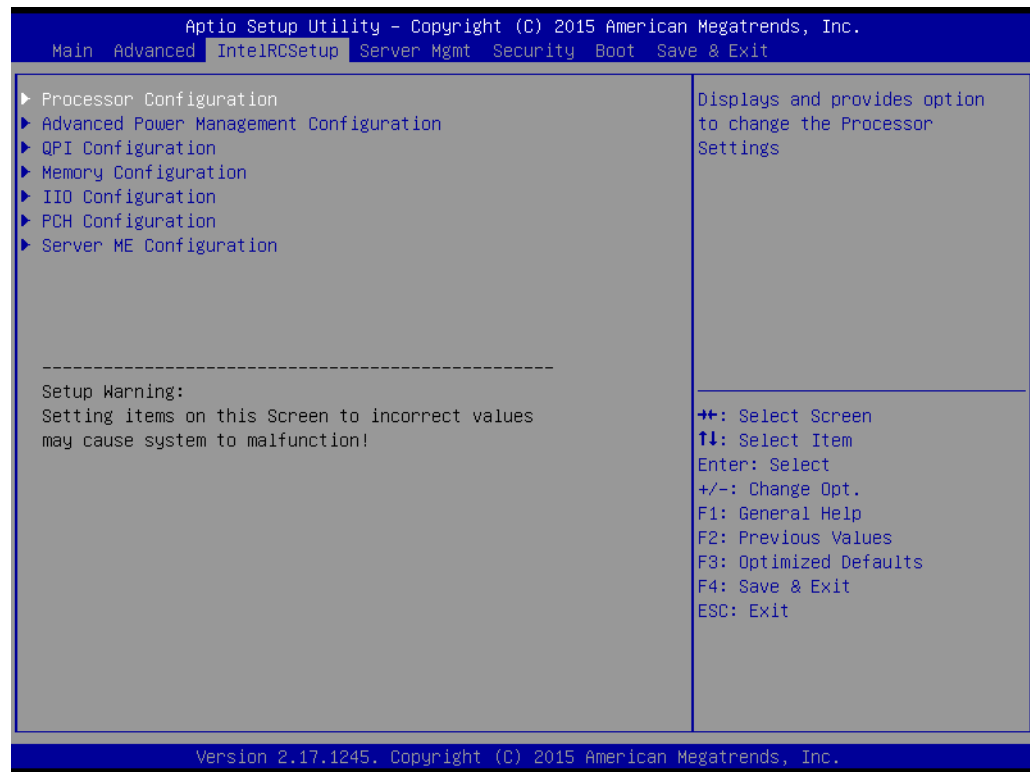 Aptio Setup Utility – Copyright (C) 2015 American Megatrends, Inc.
Main Advanced IntelRCSetup Server Mgmt Security Boot Save & Exit
Processor Configuration
Advanced Power Management Configuration
QPI Configuration
Memory Configuration
IIO Configuration
PCH Configuration
Server ME Configuration
------------------------------------------------
Setup Warning:
Setting items on this Screen to incorrect values
may cause system to malfunction!
Displays and provides option
to change the Processor
Settings
→←: Select Screen
↑↓: Select Item
Enter: Select
+/-: Change Opt.
F1: General Help
F2: Previous Values
F3: Optimized Defaults
F4: Save & Exit
ESC: Exit
Version 2.17.1245. Copyright (C) 2015 American Megatrends, Inc.